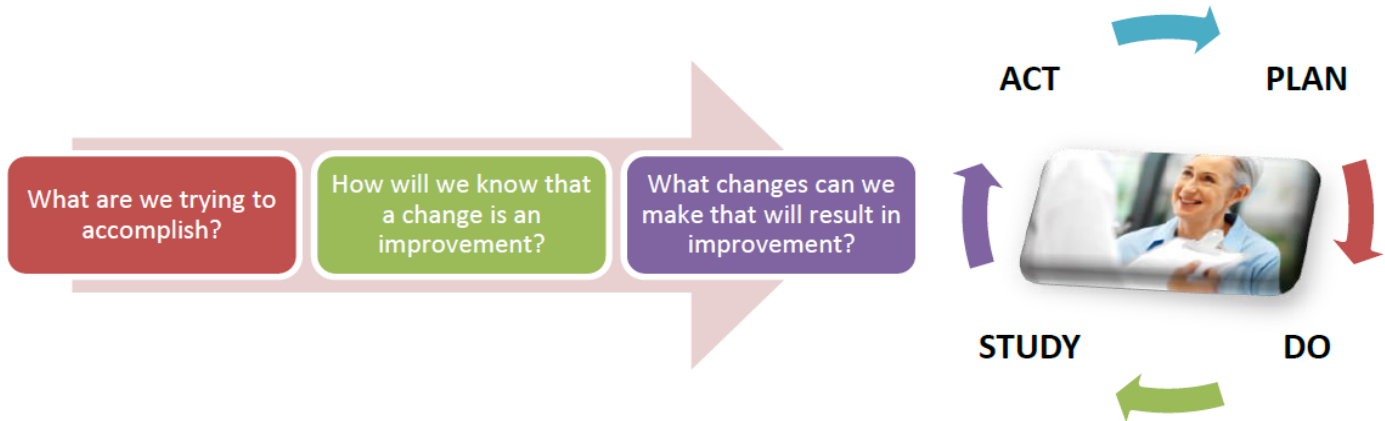 What are we trying to
accomplish?
How will we know that
a change is an
improvement?
What changes can we
make that will result in
improvement?
ACT
PLAN
STUDY
DO